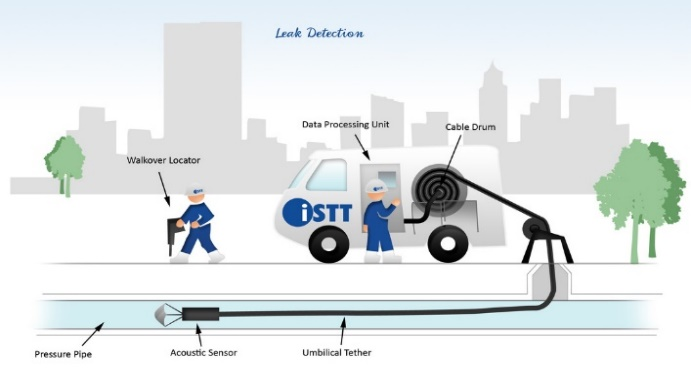 Leak Detection
Data Processing Unit
Cable Drum
Walkover Locator
iSTT
Pressure Pipe
Acoustic Sensor
Umbilical Tether